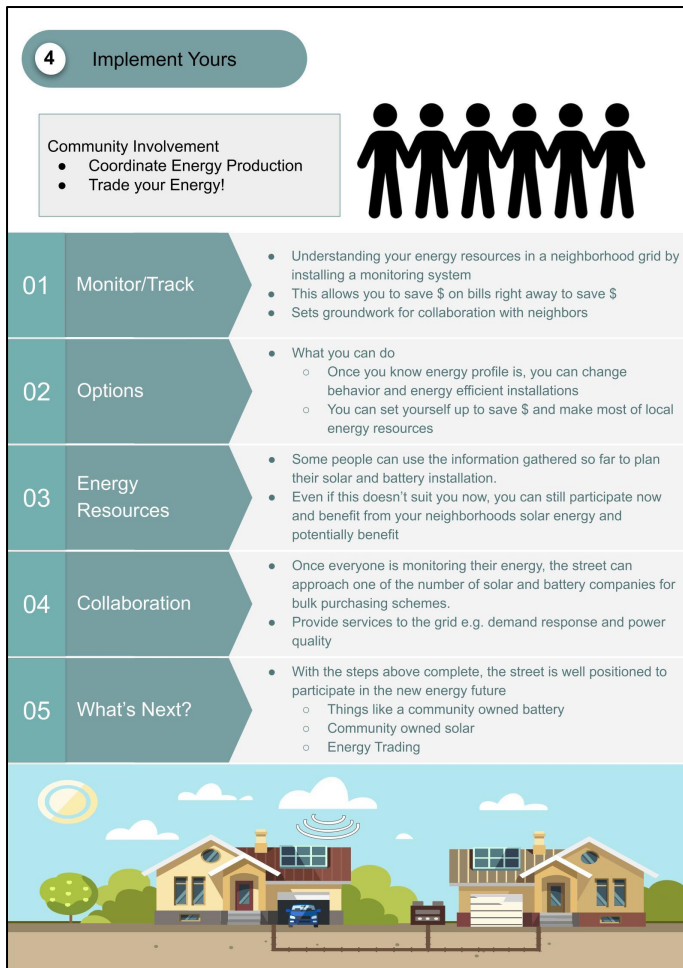 4 Implement Yours
Community Involvement
● Coordinate Energy Production
● Trade your Energy!
01 Monitor/Track
● Understanding your energy resources in a neighborhood grid by
installing a monitoring system
● This allows you to save $ on bills right away to save $
● Sets groundwork for collaboration with neighbors
02 Options
● What you can do
○ Once you know energy profile is, you can change
behavior and energy efficient installations
○ You can set yourself up to save $ and make most of local
energy resources
03 Energy
Resources
● Some people can use the information gathered so far to plan
their solar and battery installation.
● Even if this doesn't suit you now, you can still participate now
and benefit from your neighborhoods solar energy and
potentially benefit
04 Collaboration
● Once everyone is monitoring their energy, the street can
approach one of the number of solar and battery companies for
bulk purchasing schemes.
● Provide services to the grid e.g. demand response and power
quality
05 What's Next?
● With the steps above complete, the street is well positioned to
participate in the new energy future
○ Things like a community owned battery
○ Community owned solar
○ Energy Trading